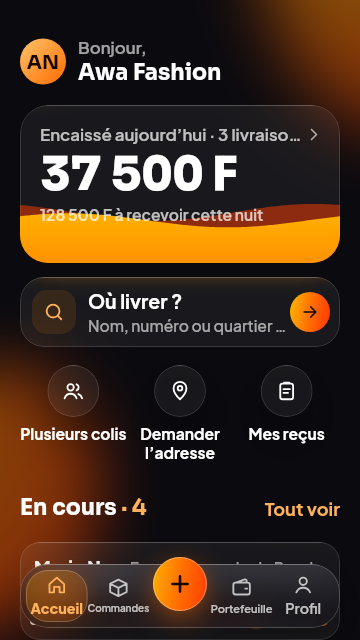 AN
Bonjour,
Awa Fashion
Encaissé aujourd’hui · 3 livraiso…
37 500 F
128 500 F à recevoir cette nuit
Où livrer ?
Nom, numéro ou quartier …
Plusieurs colis
Demander l’adresse
Mes reçus
En cours · 4
Tout voir
Accueil
Commandes
Portefeuille
Profil